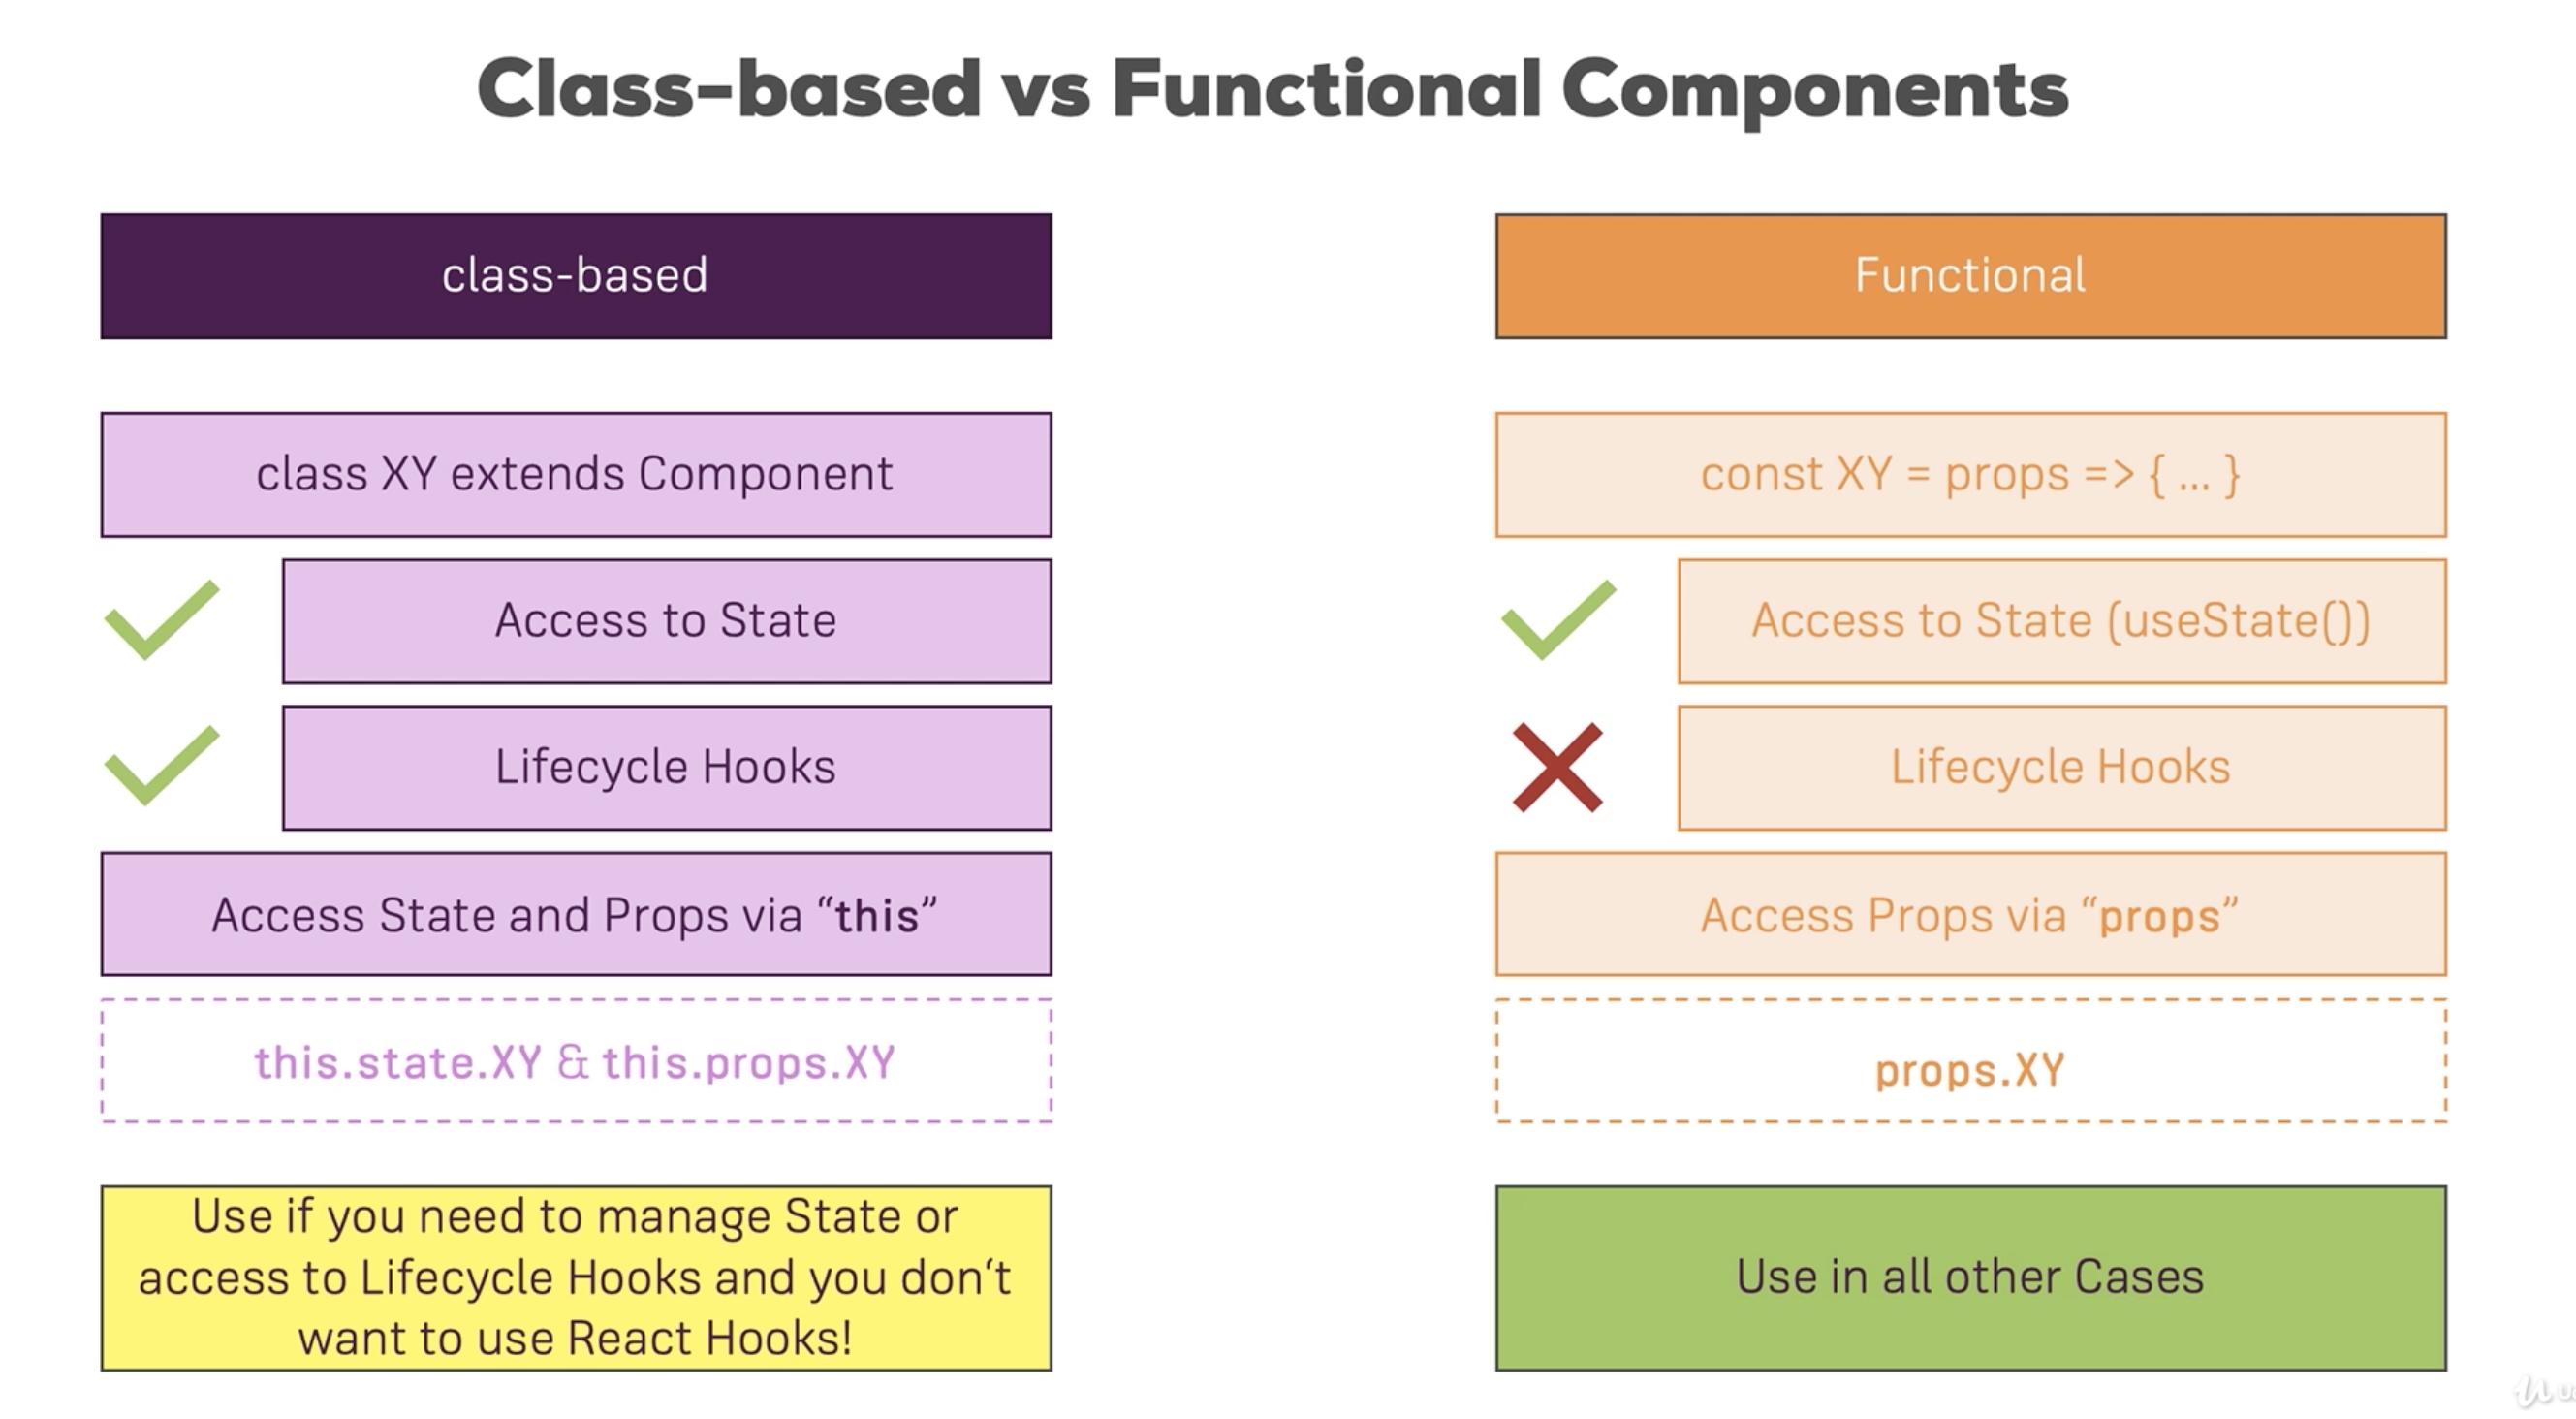 Class-based vs Functional Components
class-based
class XY extends Component
Access to State
Lifecycle Hooks
Access State and Props via “this”
this.state.XY & this.props.XY
Use if you need to manage State or
access to Lifecycle Hooks and you don‘t
want to use React Hooks!
Functional
const XY = props => { ... }
Access to State (useState())
Lifecycle Hooks
Access Props via “props”
props.XY
Use in all other Cases